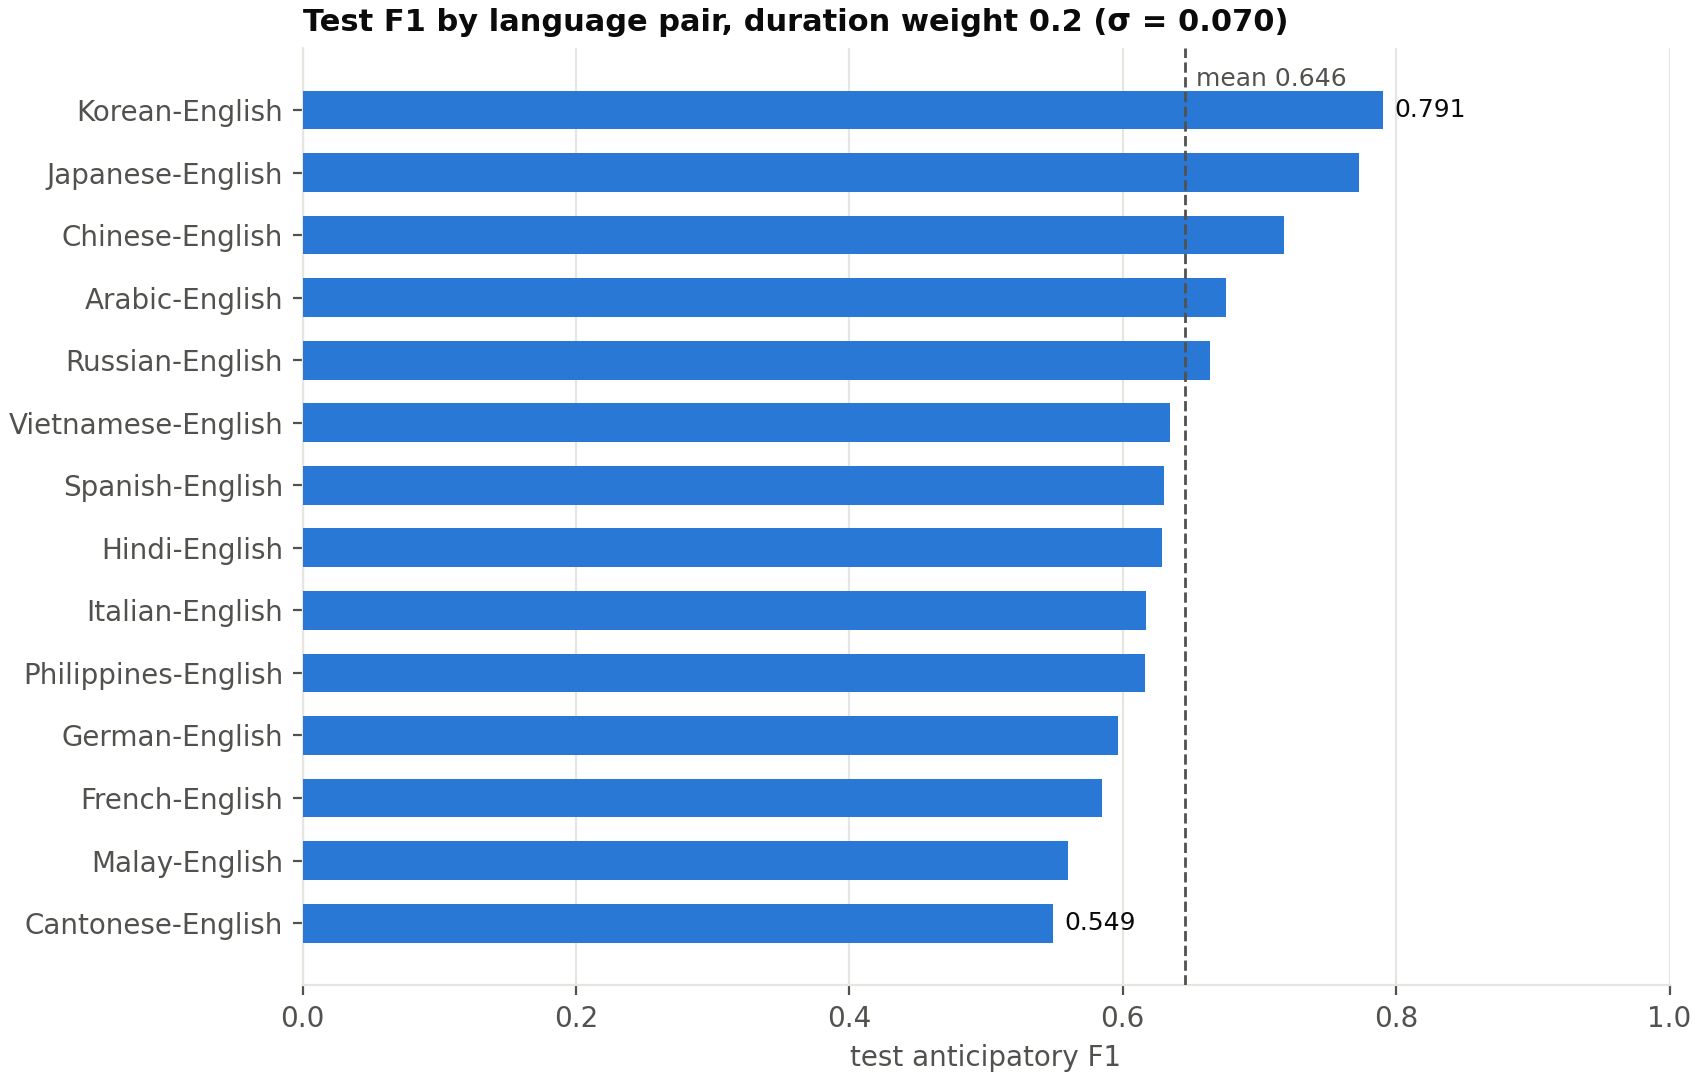 Test F1 by language pair, duration weight 0.2 (σ = 0.070)
mean 0.646
Korean-English
0.791
Japanese-English
Chinese-English
Arabic-English
Russian-English
Vietnamese-English
Spanish-English
Hindi-English
Italian-English
Philippines-English
German-English
French-English
Malay-English
Cantonese-English
0.549
0.0 0.2 0.4 0.6 0.8 1.0
test anticipatory F1